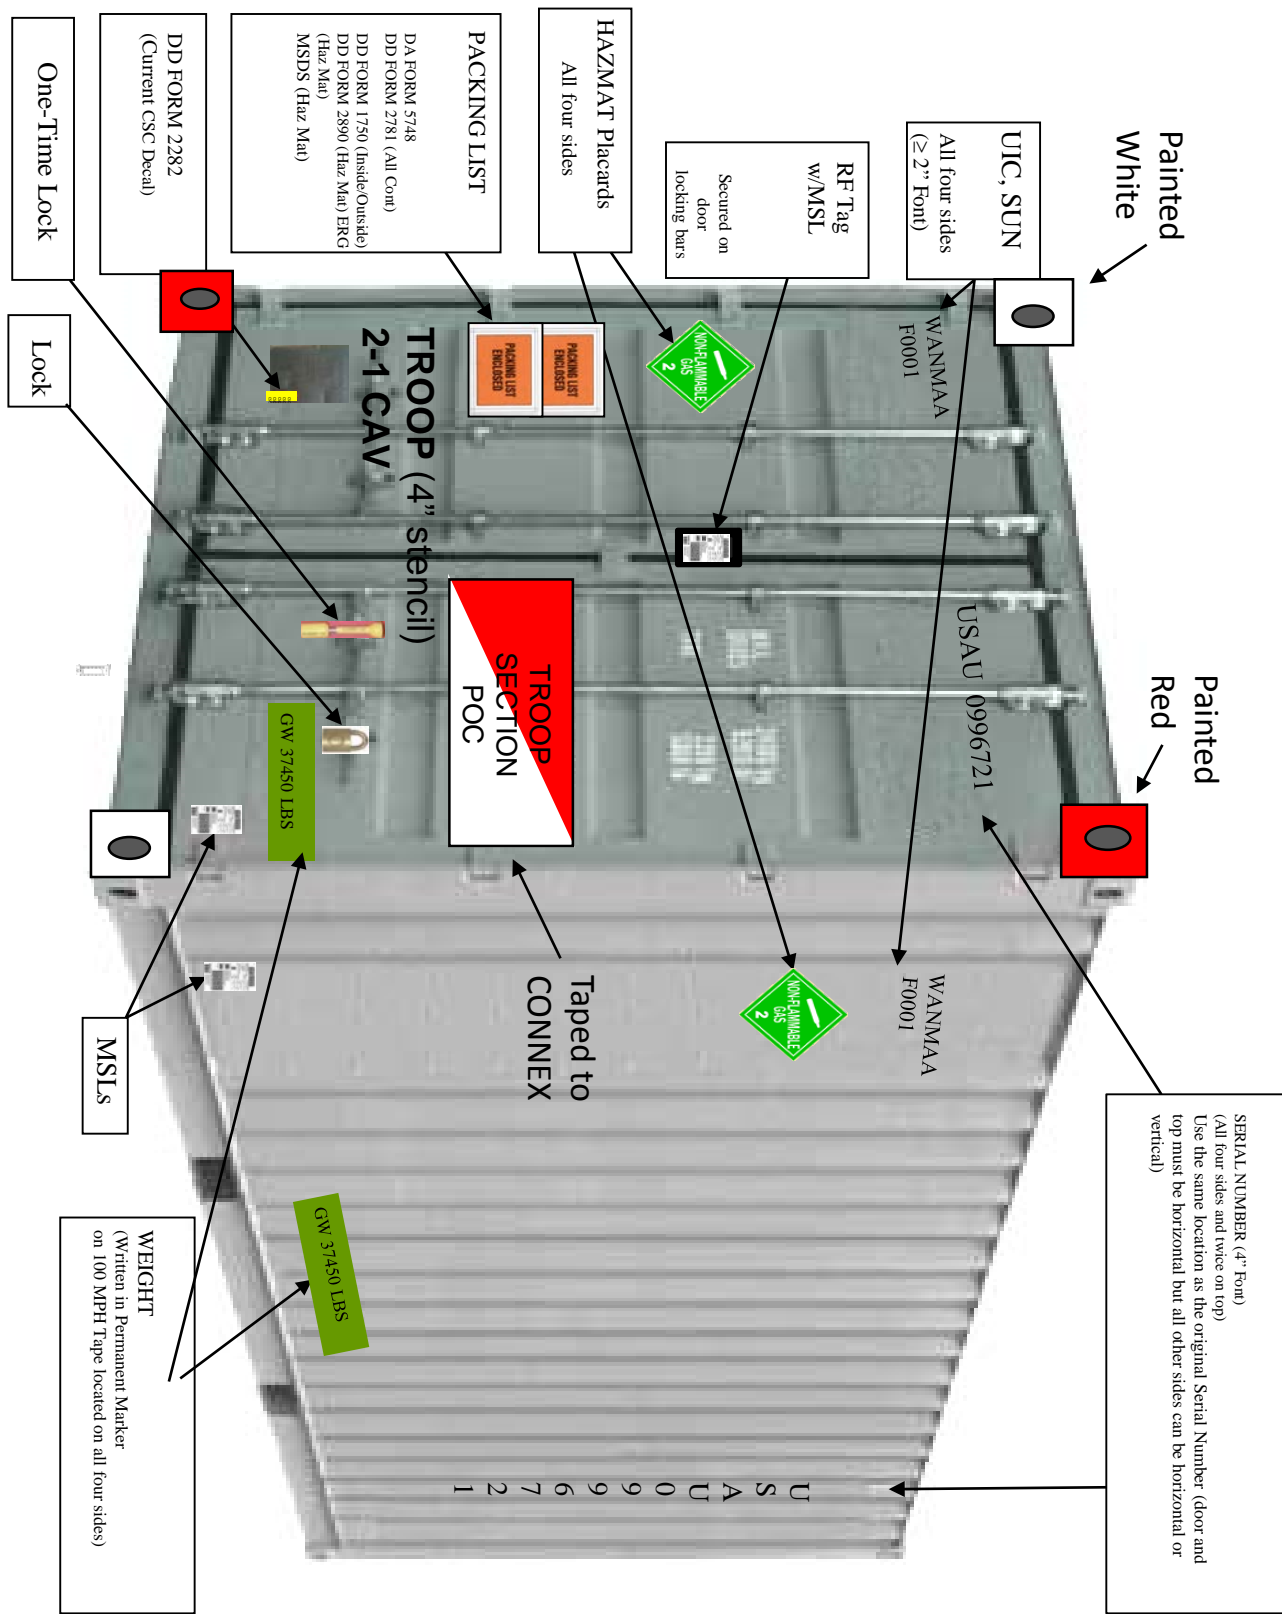 Painted
White
Painted
Red
UIC, SUN
All four sides
(≥ 2” Font)
RF Tag
w/MSL
Secured on
door
locking bars
HAZMAT Placards
All four sides
PACKING LIST
DA FORM 5748
DD FORM 2781 (All Cont)
DD FORM 1750 (Inside/Outside)
DD FORM 2890 (Haz Mat) ERG
(Haz Mat)
MSDS (Haz Mat)
DD FORM 2282
(Current CSC Decal)
One-Time Lock
Lock
WANMAA
F0001
USAU 0996721
NON-FLAMMABLE
GAS
2
PACKING LIST
ENCLOSED
PACKING LIST
ENCLOSED
TROOP (4” stencil)
2-1 CAV
TROOP
SECTION
POC
GW 37450 LBS
Taped to
CONNEX
WANMAA
F0001
NON-FLAMMABLE
GAS
2
MSLs
GW 37450 LBS
U
S
A
U
0
9
9
6
7
2
1
SERIAL NUMBER (4” Font)
(All four sides and twice on top)
Use the same location as the original Serial Number (door and
top must be horizontal but all other sides can be horizontal or
vertical)
WEIGHT
(Written in Permanent Marker
on 100 MPH Tape located on all four sides)